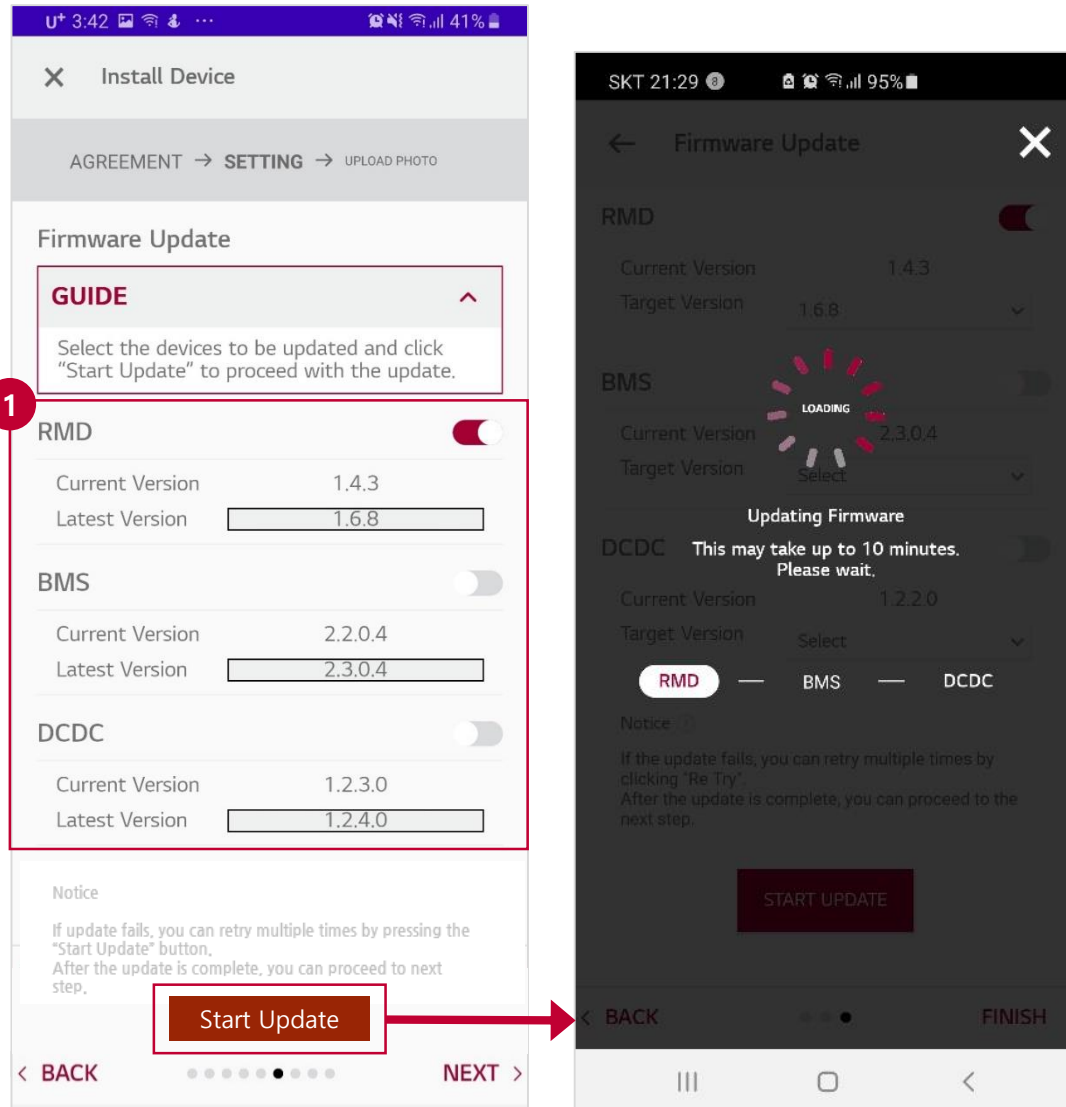 U⁺ 3:42 ··· 41%
Install Device
AGREEMENT → SETTING → UPLOAD PHOTO
Firmware Update
GUIDE
Select the devices to be updated and click
“Start Update” to proceed with the update.
1
RMD
Current Version 1.4.3
Latest Version 1.6.8
BMS
Current Version 2.2.0.4
Latest Version 2.3.0.4
DCDC
Current Version 1.2.3.0
Latest Version 1.2.4.0
Notice
If update fails, you can retry multiple times by pressing the
"Start Update" button.
After the update is complete, you can proceed to next
step.
Start Update
< BACK NEXT >
SKT 21:29 8 95%
← Firmware Update
RMD
Current Version 1.4.3
Target Version 1.6.8
BMS
LOADING
Current Version 2.3.0.4
Target Version Select
Updating Firmware
DCDC
This may take up to 10 minutes.
Please wait.
Current Version 1.2.2.0
Target Version Select
RMD — BMS — DCDC
Notice
If the update fails, you can retry multiple times by
clicking "Re Try".
After the update is complete, you can proceed to the
next step.
START UPDATE
< BACK FINISH